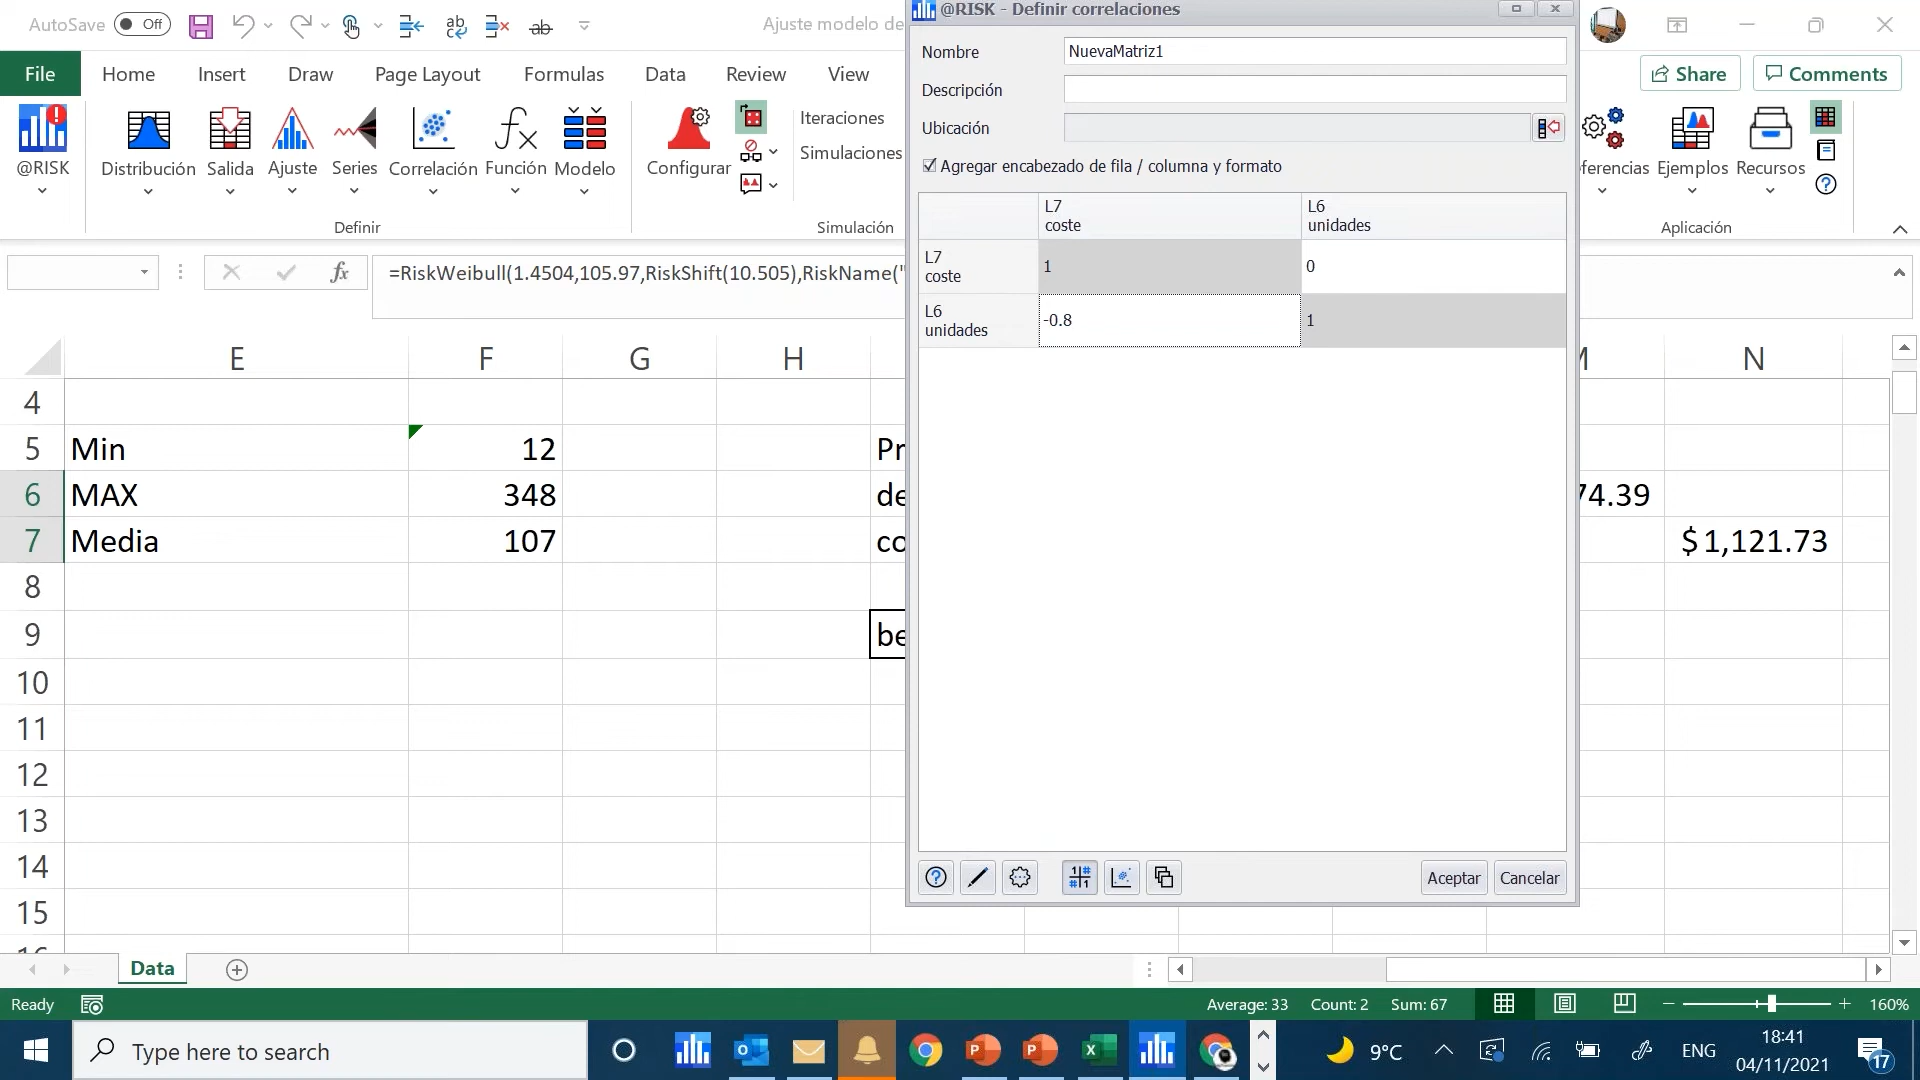 AutoSave Off
Ajuste modelo de
@RISK - Definir correlaciones
File Home Insert Draw Page Layout Formulas Data Review View
Share Comments
@RISK Distribución Salida Ajuste Series Correlación Función Modelo
Definir
Configurar
Iteraciones
Simulaciones
Simulación
ferencias Ejemplos Recursos
Aplicación
fx =RiskWeibull(1.4504,105.97,RiskShift(10.505),RiskName("
Nombre NuevaMatriz1
Descripción
Ubicación
Agregar encabezado de fila / columna y formato
L7
coste
L6
unidades
L7
coste
1 0
L6
unidades
-0.8 1
Aceptar Cancelar
E F G H N
4
5 Min 12 Pr
6 MAX 348 de 74.39
7 Media 107 co $1,121.73
8
9 be
10
11
12
13
14
15
Data
Ready Average: 33 Count: 2 Sum: 67 160%
Type here to search
9°C ENG
18:41
04/11/2021
17